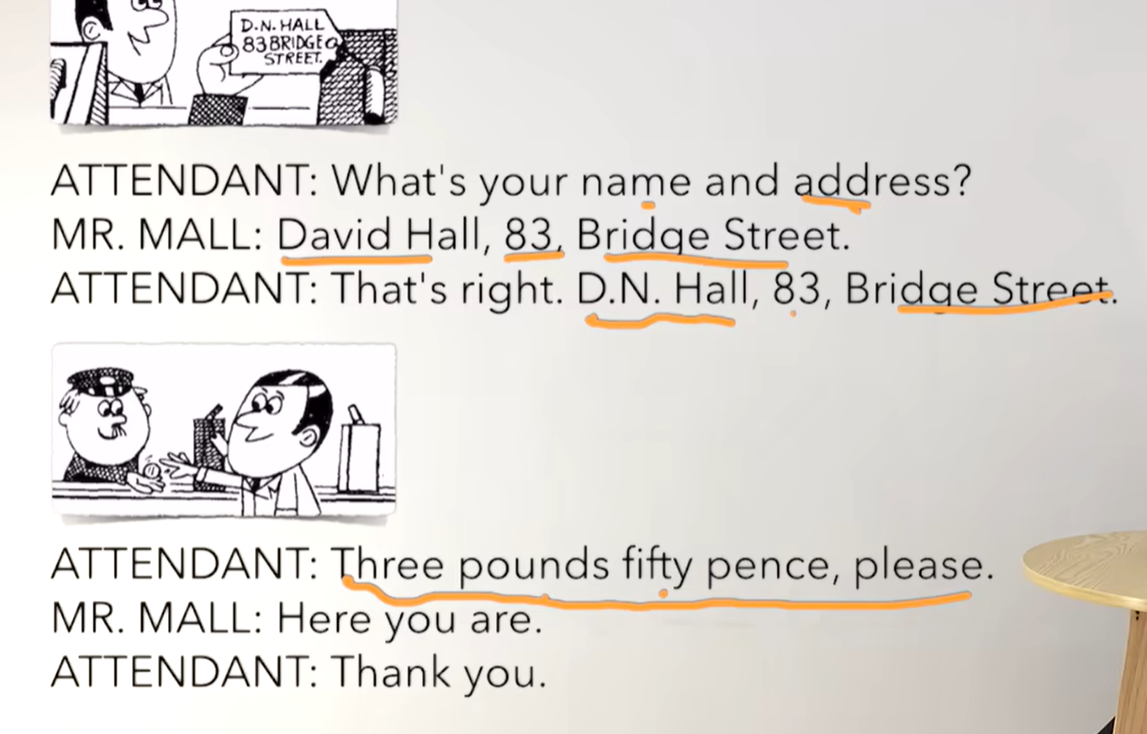 D.N. HALL
83 BRIDGE
STREET.
ATTENDANT: What's your name and address?
MR. MALL: David Hall, 83, Bridge Street.
ATTENDANT: That's right. D.N. Hall, 83, Bridge Street.
ATTENDANT: Three pounds fifty pence, please.
MR. MALL: Here you are.
ATTENDANT: Thank you.